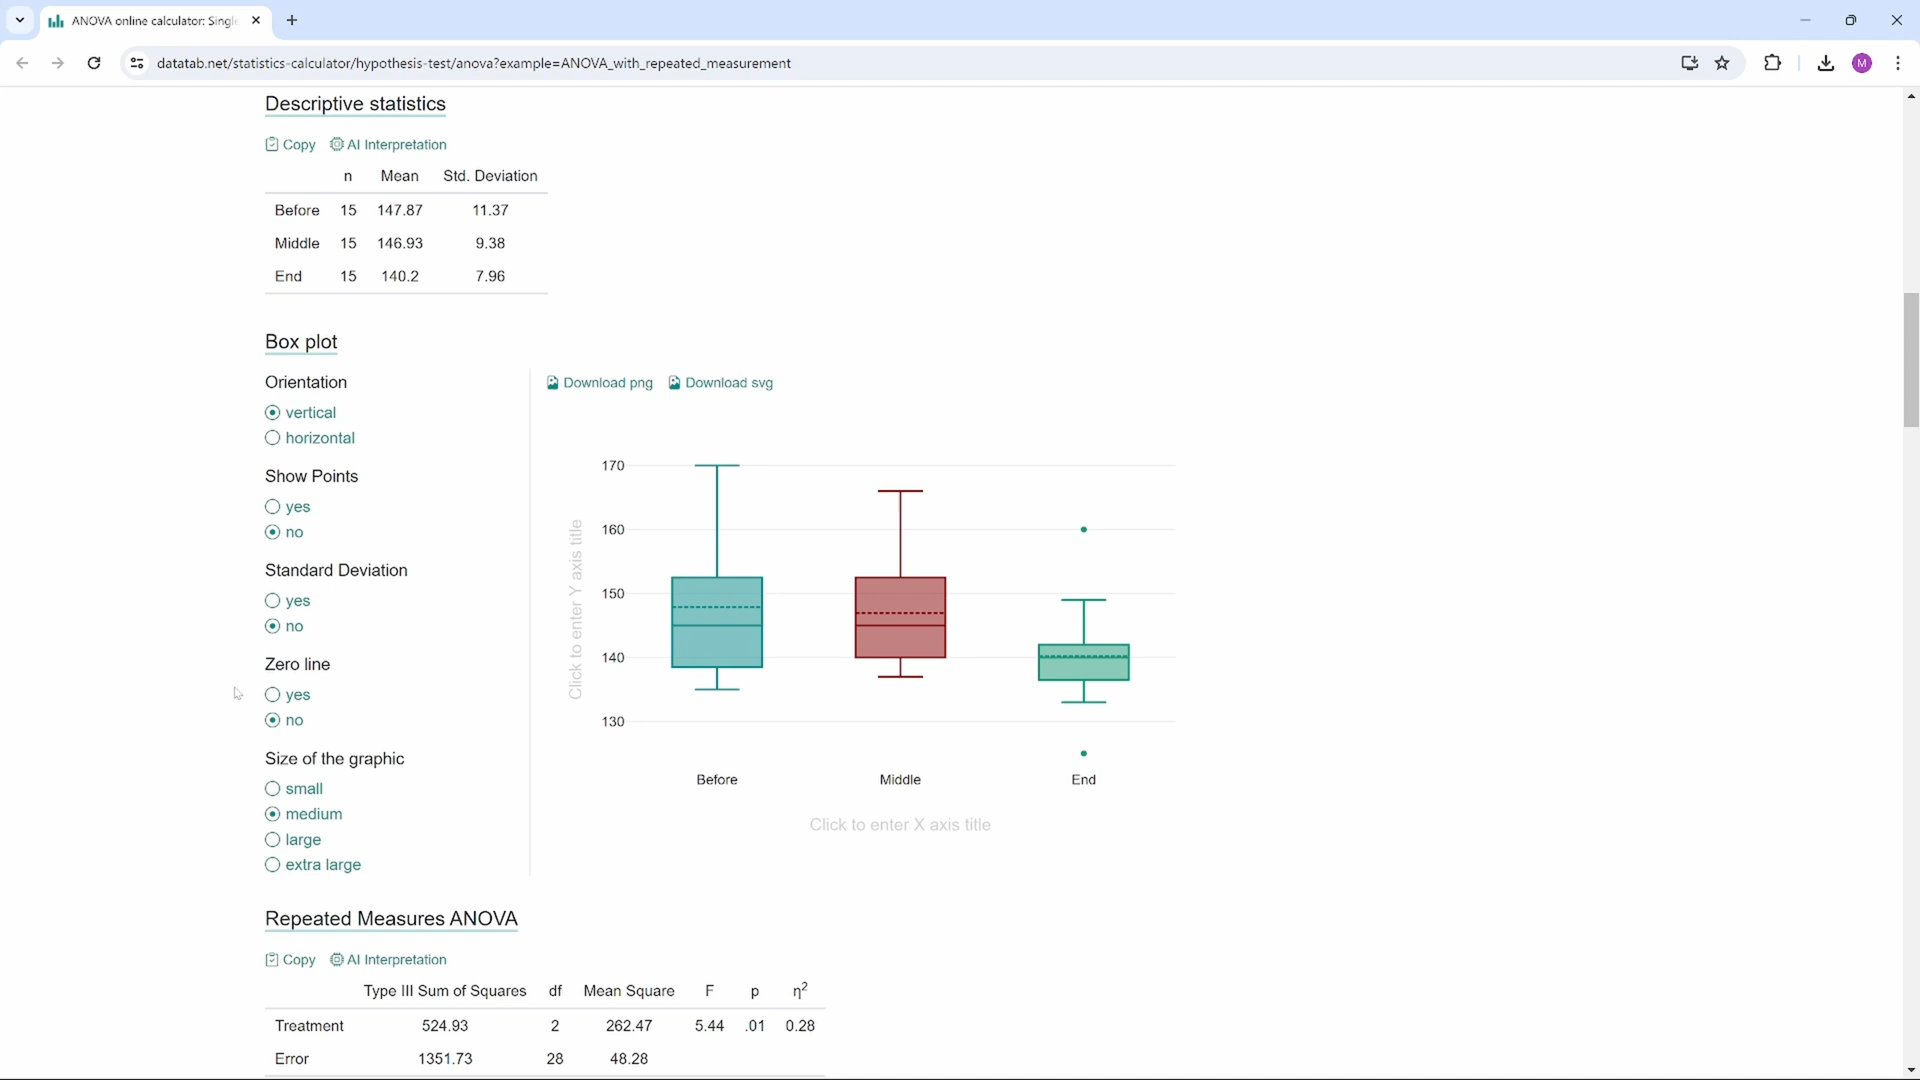 ANOVA online calculator: Single
datatab.net/statistics-calculator/hypothesis-test/anova?example=ANOVA_with_repeated_measurement
M
Descriptive statistics
Copy AI Interpretation
n Mean Std. Deviation
Before 15 147.87 11.37
Middle 15 146.93 9.38
End 15 140.2 7.96
Box plot
Orientation
vertical
horizontal
Show Points
yes
no
Standard Deviation
yes
no
Zero line
yes
no
Size of the graphic
small
medium
large
extra large
Download png Download svg
Click to enter Y axis title
170
160
150
140
130
Before Middle End
Click to enter X axis title
Repeated Measures ANOVA
Copy AI Interpretation
Type III Sum of Squares df Mean Square F p η²
Treatment 524.93 2 262.47 5.44 .01 0.28
Error 1351.73 28 48.28